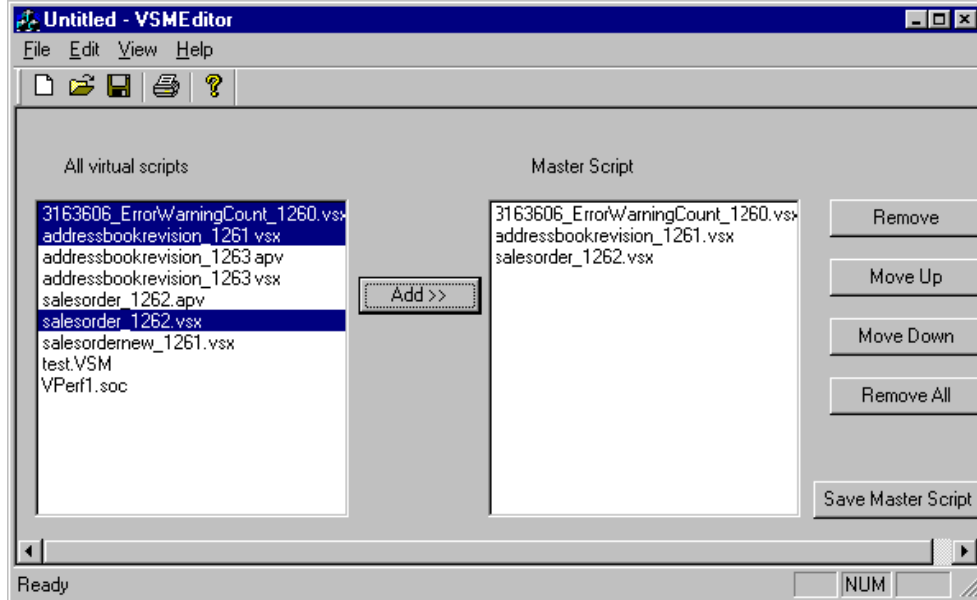 Untitled - VSMEditor
File Edit View Help
All virtual scripts
3163606_ErrorWarningCount_1260.vsx
addressbookrevision_1261 vsx
addressbookrevision_1263 apv
addressbookrevision_1263 vsx
salesorder_1262.apv
salesorder_1262.vsx
salesordernew_1261.vsx
test.VSM
VPerf1.soc
Add >>
Master Script
3163606_ErrorWarningCount_1260.vsx
addressbookrevision_1261.vsx
salesorder_1262.vsx
Remove
Move Up
Move Down
Remove All
Save Master Script
Ready
NUM